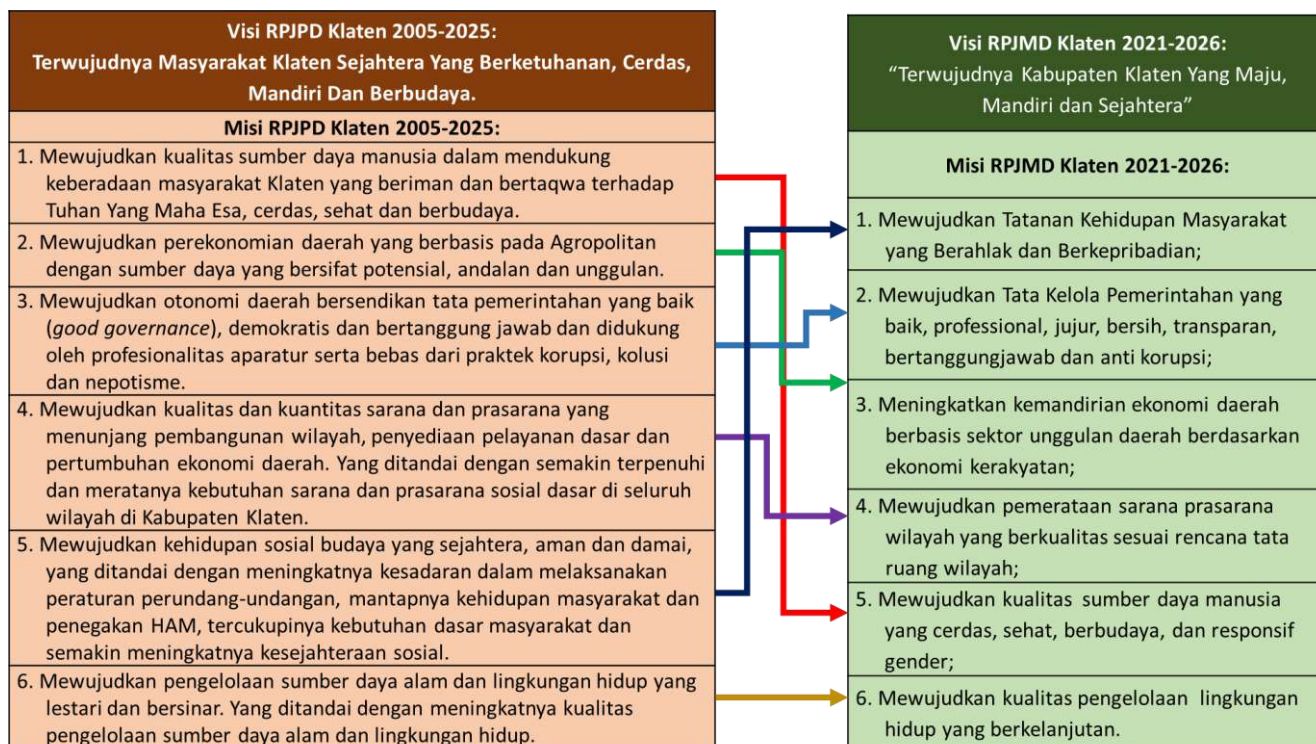 Visi RPJPD Klaten 2005-2025:
Terwujudnya Masyarakat Klaten Sejahtera Yang Berketuhanan, Cerdas,
Mandiri Dan Berbudaya.
Misi RPJPD Klaten 2005-2025:
1. Mewujudkan kualitas sumber daya manusia dalam mendukung
keberadaan masyarakat Klaten yang beriman dan bertaqwa terhadap
Tuhan Yang Maha Esa, cerdas, sehat dan berbudaya.
2. Mewujudkan perekonomian daerah yang berbasis pada Agropolitan
dengan sumber daya yang bersifat potensial, andalan dan unggulan.
3. Mewujudkan otonomi daerah bersendikan tata pemerintahan yang baik
(good governance), demokratis dan bertanggung jawab dan didukung
oleh profesionalitas aparatur serta bebas dari praktek korupsi, kolusi
dan nepotisme.
4. Mewujudkan kualitas dan kuantitas sarana dan prasarana yang
menunjang pembangunan wilayah, penyediaan pelayanan dasar dan
pertumbuhan ekonomi daerah. Yang ditandai dengan semakin terpenuhi
dan meratanya kebutuhan sarana dan prasarana sosial dasar di seluruh
wilayah di Kabupaten Klaten.
5. Mewujudkan kehidupan sosial budaya yang sejahtera, aman dan damai,
yang ditandai dengan meningkatnya kesadaran dalam melaksanakan
peraturan perundang-undangan, mantapnya kehidupan masyarakat dan
penegakan HAM, tercukupinya kebutuhan dasar masyarakat dan
semakin meningkatnya kesejahteraan sosial.
6. Mewujudkan pengelolaan sumber daya alam dan lingkungan hidup yang
lestari dan bersinar. Yang ditandai dengan meningkatnya kualitas
pengelolaan sumber daya alam dan lingkungan hidup.
Visi RPJMD Klaten 2021-2026:
“Terwujudnya Kabupaten Klaten Yang Maju,
Mandiri dan Sejahtera”
Misi RPJMD Klaten 2021-2026:
1. Mewujudkan Tatanan Kehidupan Masyarakat
yang Berahlak dan Berkepribadian;
2. Mewujudkan Tata Kelola Pemerintahan yang
baik, professional, jujur, bersih, transparan,
bertanggungjawab dan anti korupsi;
3. Meningkatkan kemandirian ekonomi daerah
berbasis sektor unggulan daerah berdasarkan
ekonomi kerakyatan;
4. Mewujudkan pemerataan sarana prasarana
wilayah yang berkualitas sesuai rencana tata
ruang wilayah;
5. Mewujudkan kualitas sumber daya manusia
yang cerdas, sehat, berbudaya, dan responsif
gender;
6. Mewujudkan kualitas pengelolaan lingkungan
hidup yang berkelanjutan.